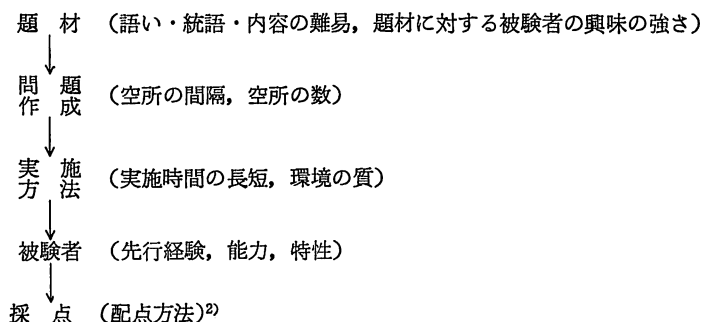 題材 (語い・統語・内容の難易, 題材に対する被験者の興味の強さ)
問題
作成 (空所の間隔, 空所の数)
実施
方法 (実施時間の長短, 環境の質)
被験者 (先行経験, 能力, 特性)
採点 (配点方法)²⁾